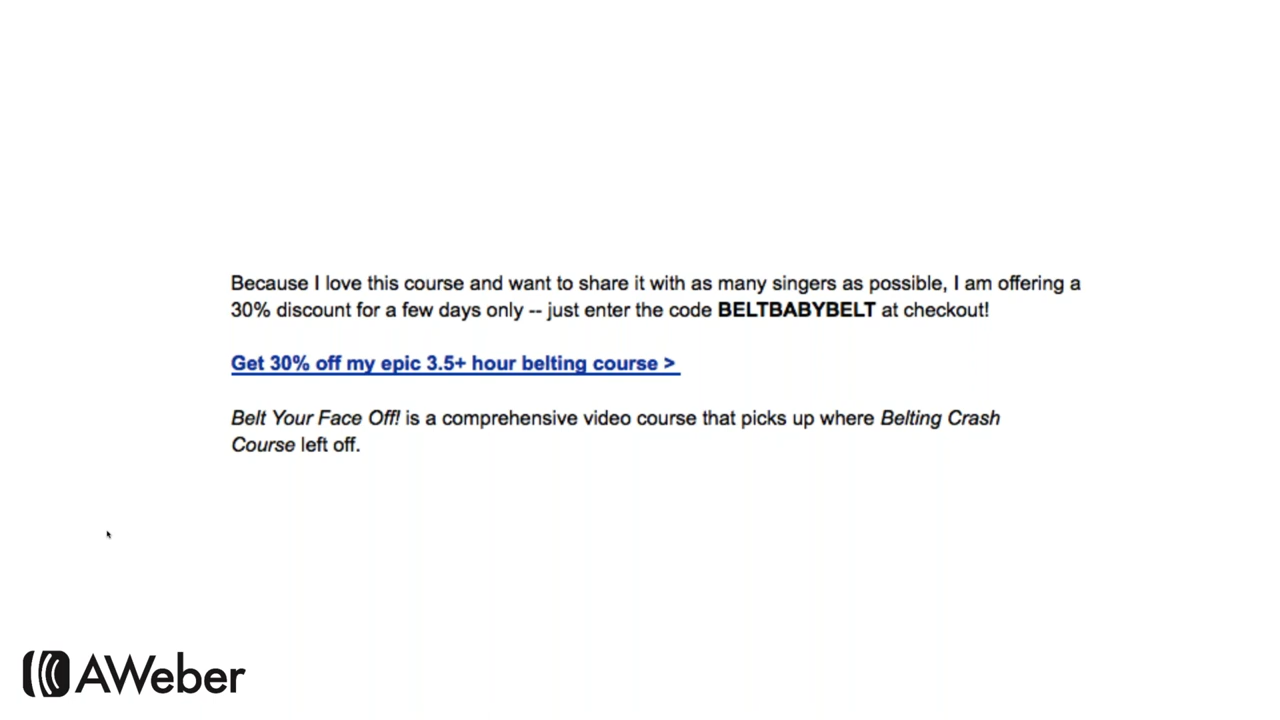 Because I love this course and want to share it with as many singers as possible, I am offering a
30% discount for a few days only -- just enter the code BELTBABYBELT at checkout!
Get 30% off my epic 3.5+ hour belting course >
Belt Your Face Off! is a comprehensive video course that picks up where Belting Crash
Course left off.
AWeber